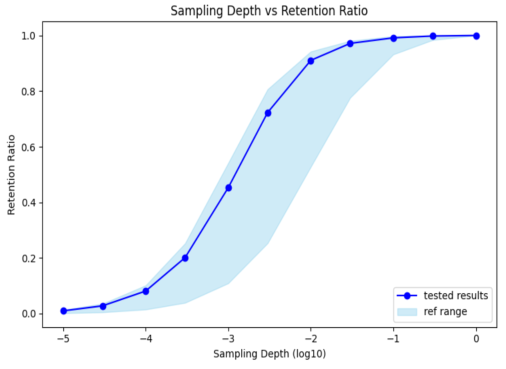 Sampling Depth vs Retention Ratio
Retention Ratio
1.0
0.8
0.6
0.4
0.2
0.0
−5
−4
−3
−2
−1
0
Sampling Depth (log10)
tested results
ref range